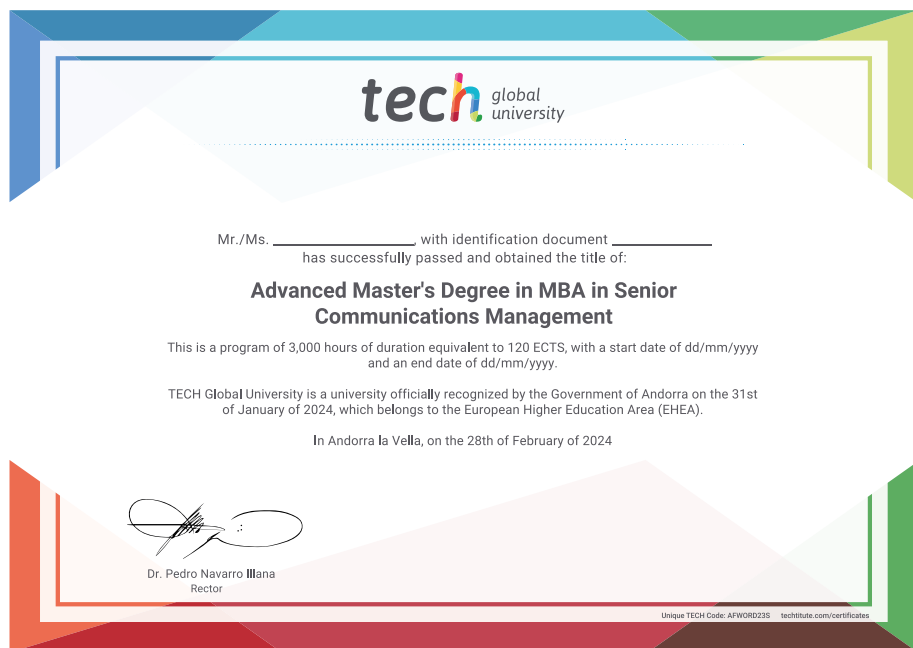 tech global university
Mr./Ms. ______________, with identification document __________
has successfully passed and obtained the title of:
Advanced Master's Degree in MBA in Senior
Communications Management
This is a program of 3,000 hours of duration equivalent to 120 ECTS, with a start date of dd/mm/yyyy
and an end date of dd/mm/yyyy.
TECH Global University is a university officially recognized by the Government of Andorra on the 31st
of January of 2024, which belongs to the European Higher Education Area (EHEA).
In Andorra la Vella, on the 28th of February of 2024
Dr. Pedro Navarro Illana
Rector
Unique TECH Code: AFWORD23S techtitute.com/certificates